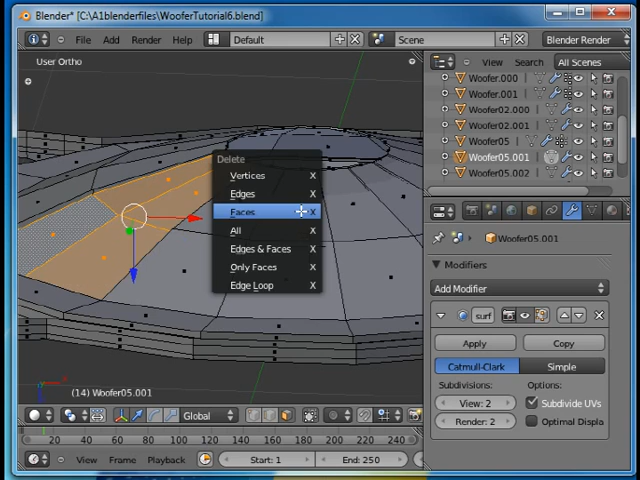 Blender* [C:\A1blenderfiles\WooferTutorial6.blend]
File Add Render Help Default Scene Blender Render
User Ortho
View Search All Scenes
Woofer.000
Woofer.001
Woofer02.000
Woofer02.001
Woofer05
Woofer05.001
Woofer05.002
Delete
Vertices X
Edges X
Faces X
All X
Edges & Faces X
Only Faces X
Edge Loop X
Woofer05.001
Modifiers
Add Modifier
surf
Apply Copy
Catmull-Clark Simple
Subdivisions: Options:
View: 2 Subdivide UVs
Render: 2 Optimal Displa
(14) Woofer05.001
Global
20 40 60 80 100 120 140 160 180 200 220 240
View Frame Playback Start: 1 End: 250